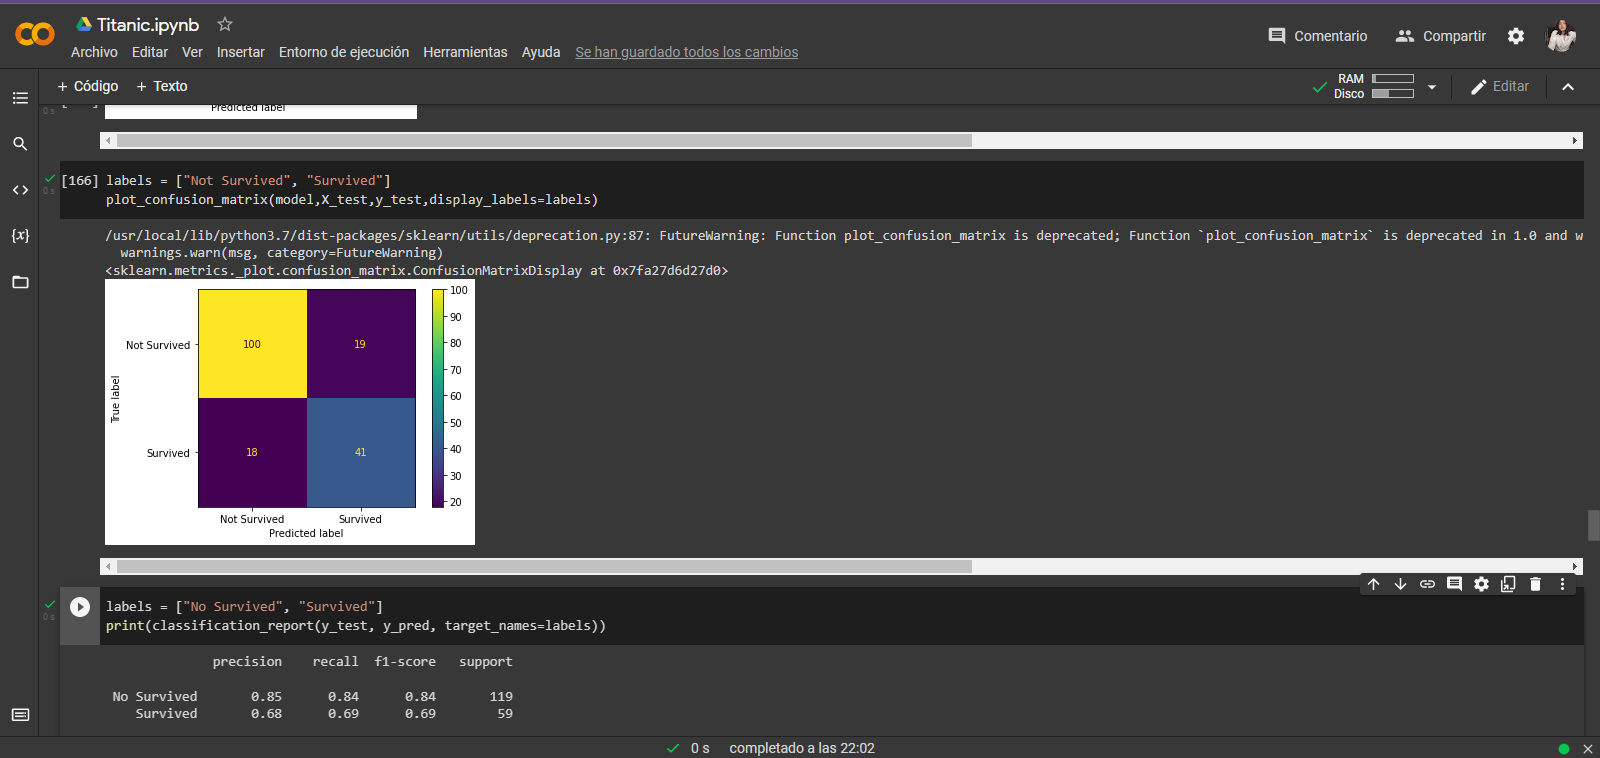 Titanic.ipynb
Comentario
Compartir
Archivo Editar Ver Insertar Entorno de ejecución Herramientas Ayuda Se han guardado todos los cambios
+ Código + Texto
RAM
Disco
Editar
0 s
Predicted label
0 s
[166] labels = ["Not Survived", "Survived"]
plot_confusion_matrix(model,X_test,y_test,display_labels=labels)
/usr/local/lib/python3.7/dist-packages/sklearn/utils/deprecation.py:87: FutureWarning: Function plot_confusion_matrix is deprecated; Function `plot_confusion_matrix` is deprecated in 1.0 and w
warnings.warn(msg, category=FutureWarning)
<sklearn.metrics._plot.confusion_matrix.ConfusionMatrixDisplay at 0x7fa27d6d27d0>
100
90
80
70
60
50
40
30
20
Not Survived
100
19
True label
Survived
18
41
Not Survived Survived
Predicted label
0 s
labels = ["No Survived", "Survived"]
print(classification_report(y_test, y_pred, target_names=labels))
precision recall f1-score support
No Survived 0.85 0.84 0.84 119
Survived 0.68 0.69 0.69 59
0 s completado a las 22:02